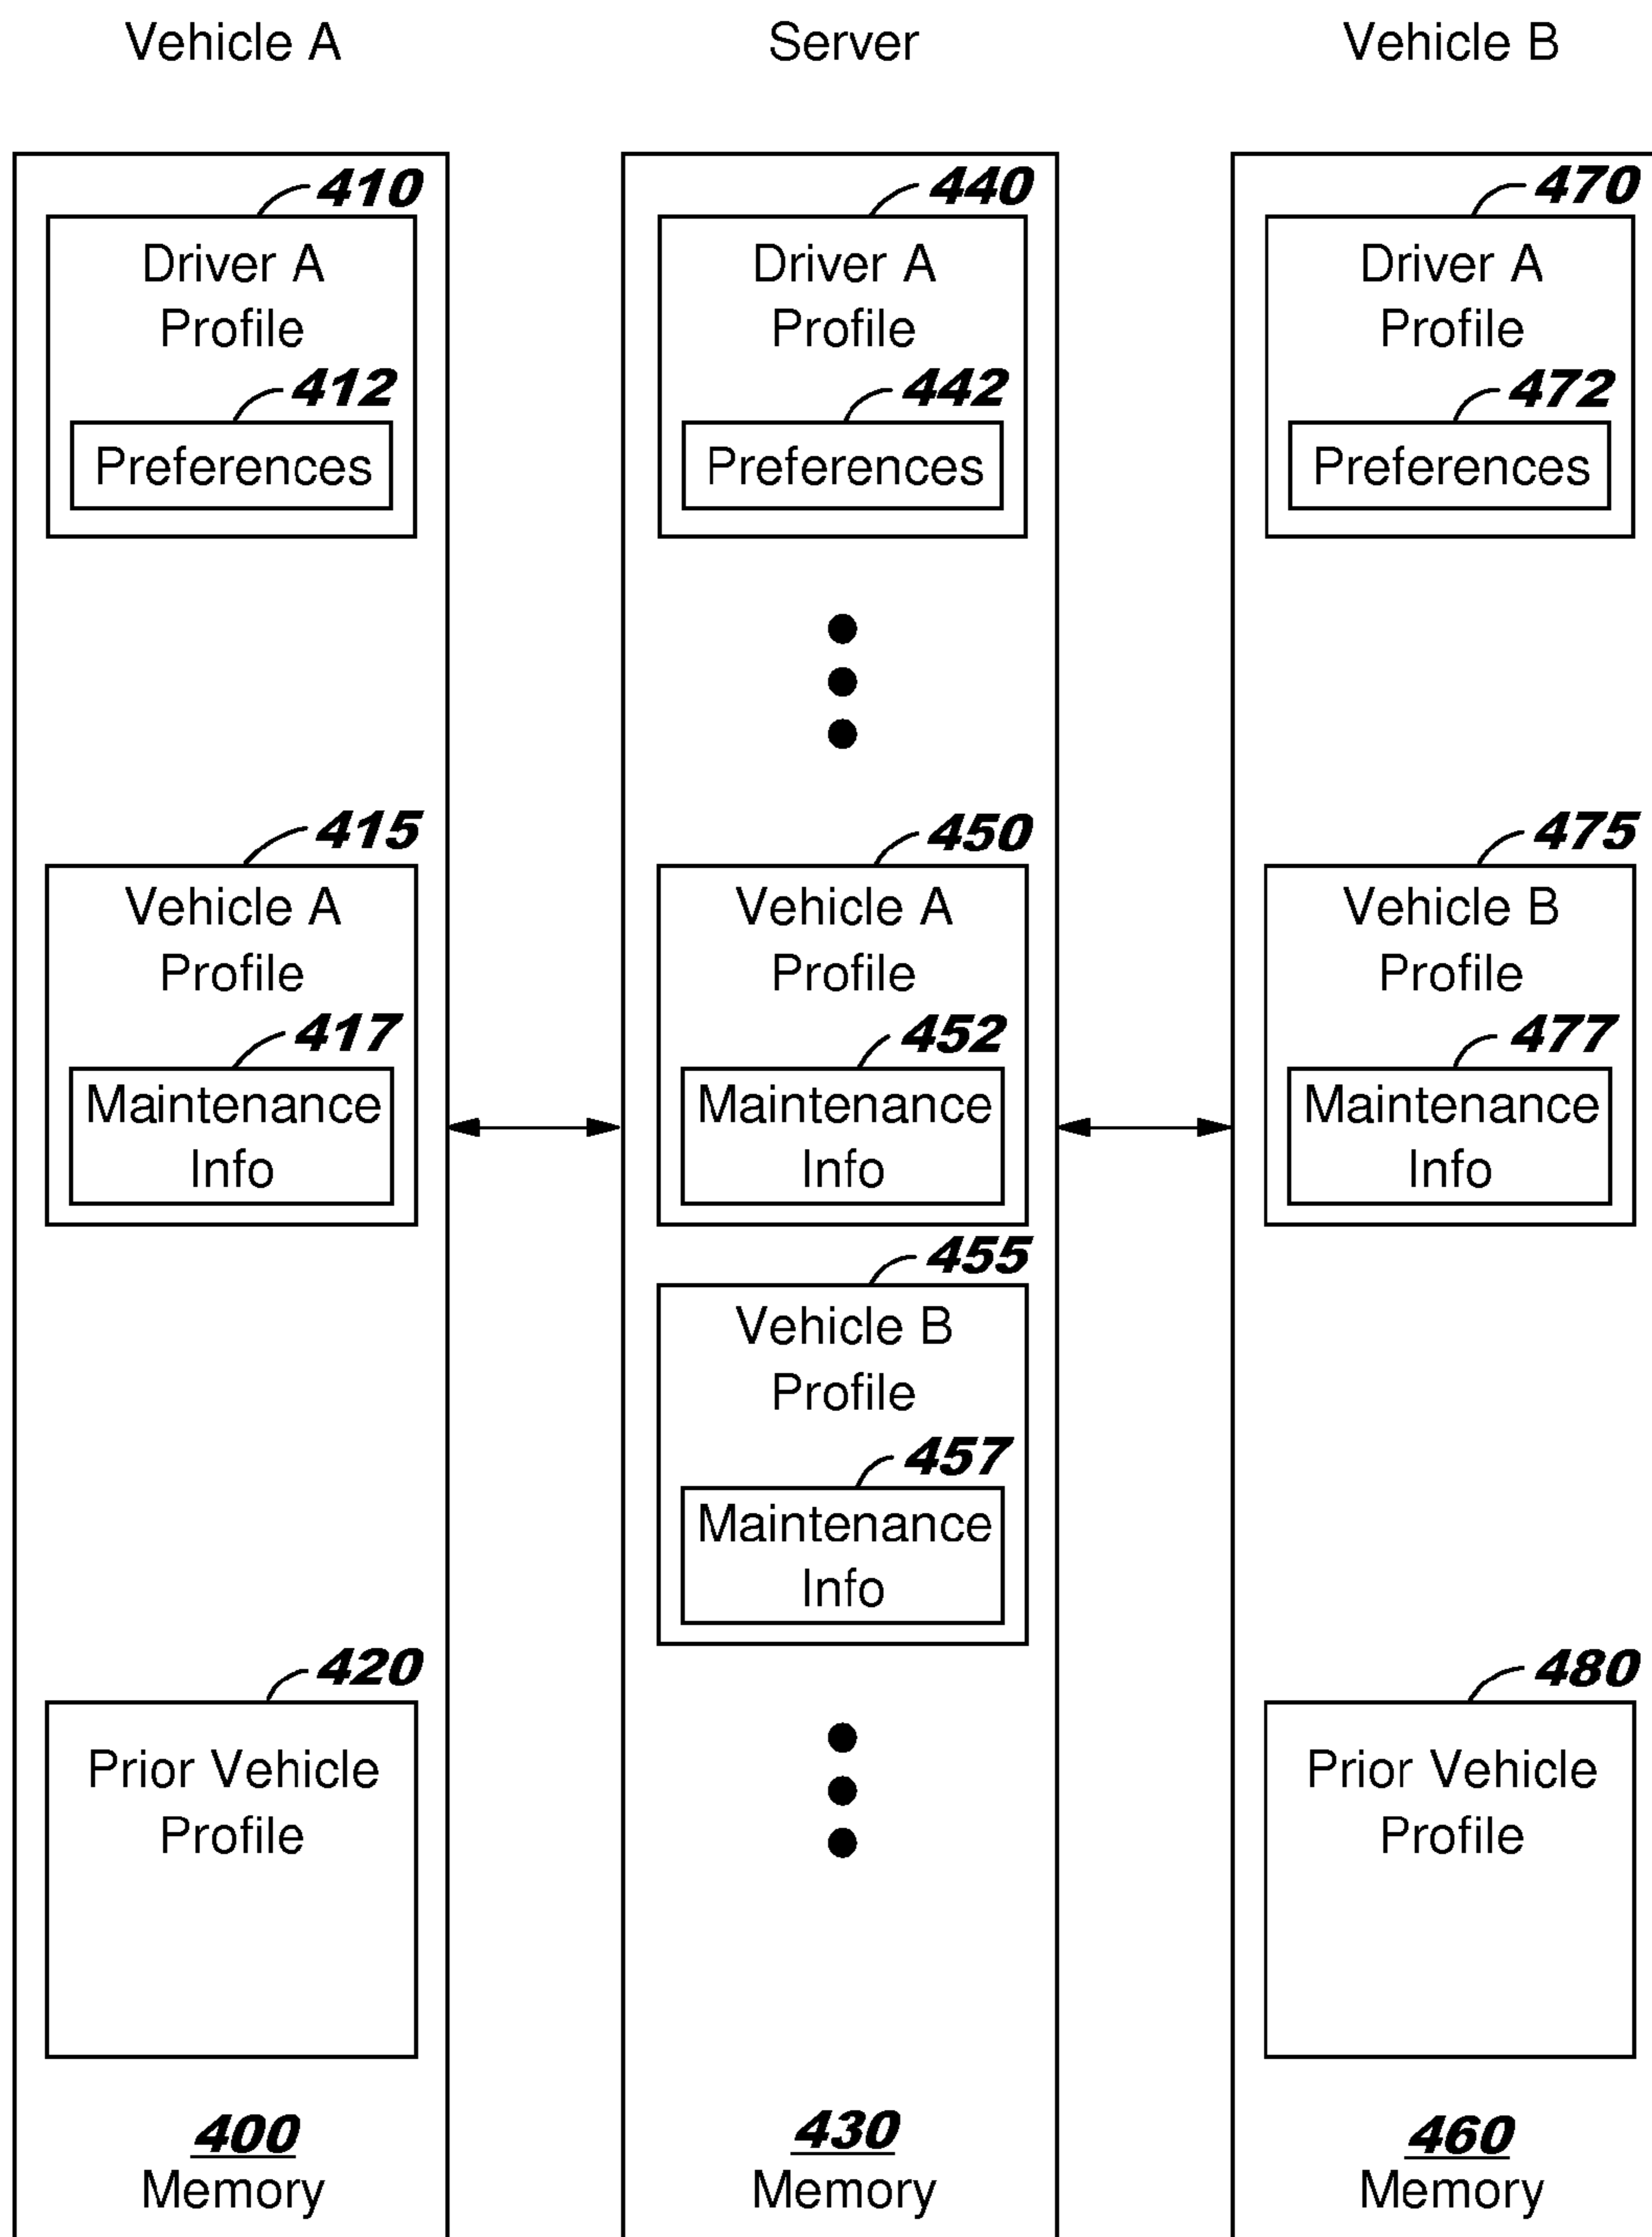 Vehicle A
Server
Vehicle B
410
Driver A
Profile
412
Preferences
415
Vehicle A
Profile
417
Maintenance
Info
420
Prior Vehicle
Profile
400
Memory
440
Driver A
Profile
442
Preferences
450
Vehicle A
Profile
452
Maintenance
Info
455
Vehicle B
Profile
457
Maintenance
Info
430
Memory
470
Driver A
Profile
472
Preferences
475
Vehicle B
Profile
477
Maintenance
Info
480
Prior Vehicle
Profile
460
Memory